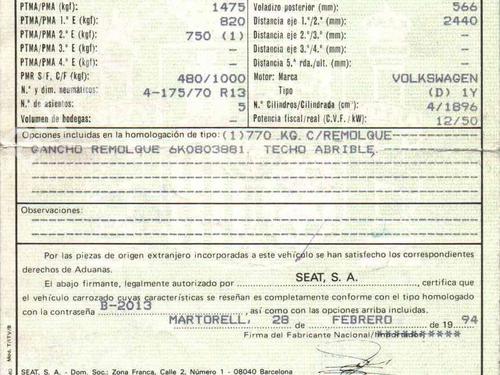 PTMA/PMA (kgf): 1475 Voladizo posterior (mm): 566
PTMA/PMA 1.º E (kgf) 820 Distancia eje 1.º/2.º (mm) 2440
PTMA/PMA 2.º E (kgf) 750 (1) Distancia eje 2.º/3.º (mm)
PTMA/PMA 3.º E (kgf) Distancia eje 3.º/4.º (mm)
PTMA/PMA 4.º E (kgf) Distancia 5.º rda./ult. (mm):
PMR S/F, C/F (kgf) 480/1000 Motor: Marca VOLKSWAGEN
N.º y dim. neumáticos: 4-175/70 R13 Tipo (D) 1Y
N.º de asientos: 5 N.º Cilindros/Cilindrada (cm³): 4/1896
Volumen de bodegas: Potencia fiscal/real (C.V.F./kW): 12/50
Opciones incluidas en la homologación de tipo: (1)770 KG. C/REMOLQUE
GANCHO REMOLQUE 6K0803881, TECHO ABRIBLE
Observaciones:
Por las piezas de origen extranjero incorporadas a este vehículo se han satisfecho los correspondientes
derechos de Aduanas.
El abajo firmante, legalmente autorizado por SEAT, S. A. , certifica que
el vehículo carrozado cuyas características se reseñan es completamente conforme con el tipo homologado
con la contraseña B-2013 , así como con las opciones arriba incluidas.
MARTORELL, 28 de FEBRERO de 19 94
Firma del Fabricante Nacional/
SEAT, S. A. - Dom. Soc.: Zona Franca, Calle 2, Número 1 - 08040 Barcelona
Mod. T/ITV/B